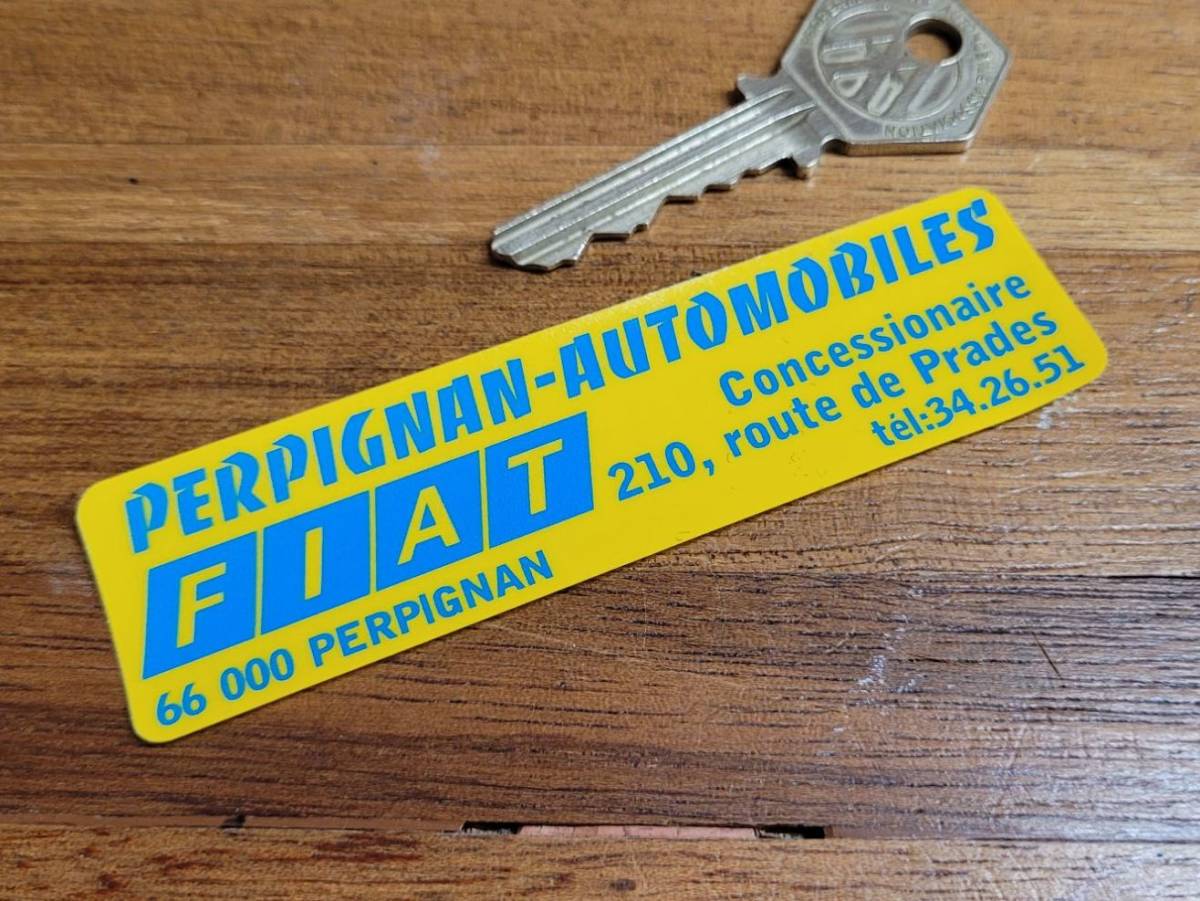 PERPIGNAN-AUTOMOBILES
FIAT
Concessionaire
210, route de Prades
tél:34.26.51
66 000 PERPIGNAN